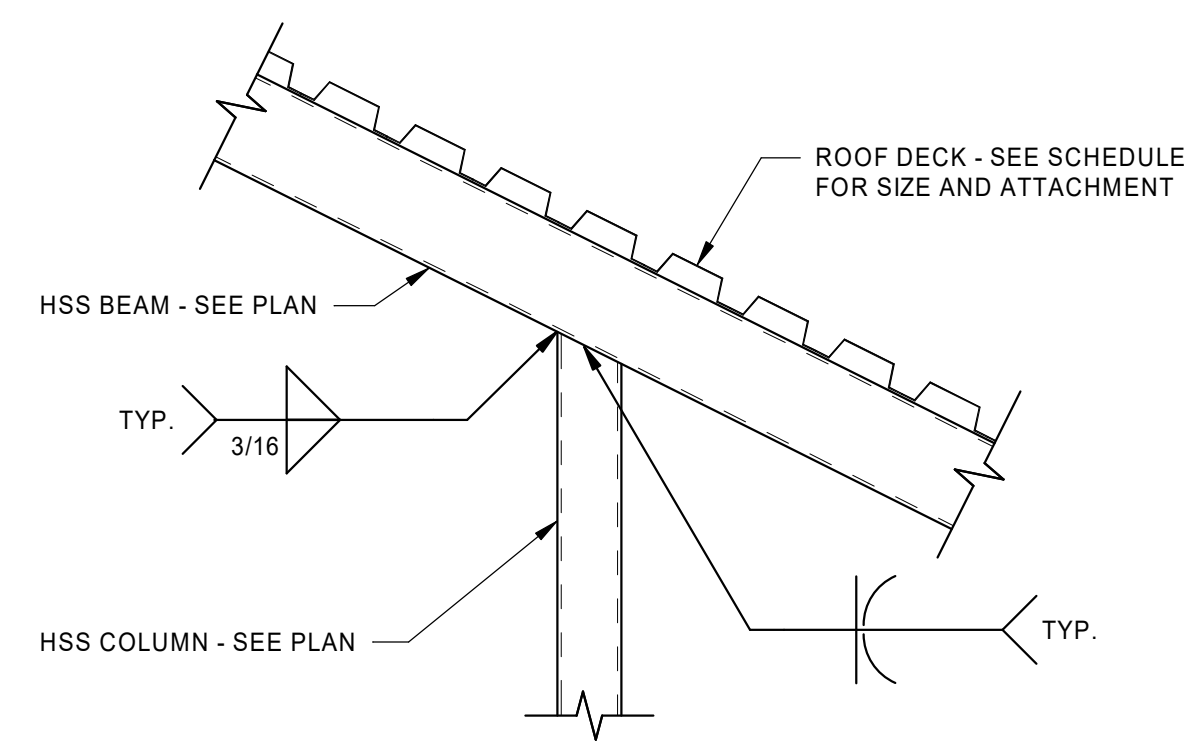 ROOF DECK - SEE SCHEDULE
FOR SIZE AND ATTACHMENT
HSS BEAM - SEE PLAN
TYP.
3/16
HSS COLUMN - SEE PLAN
TYP.